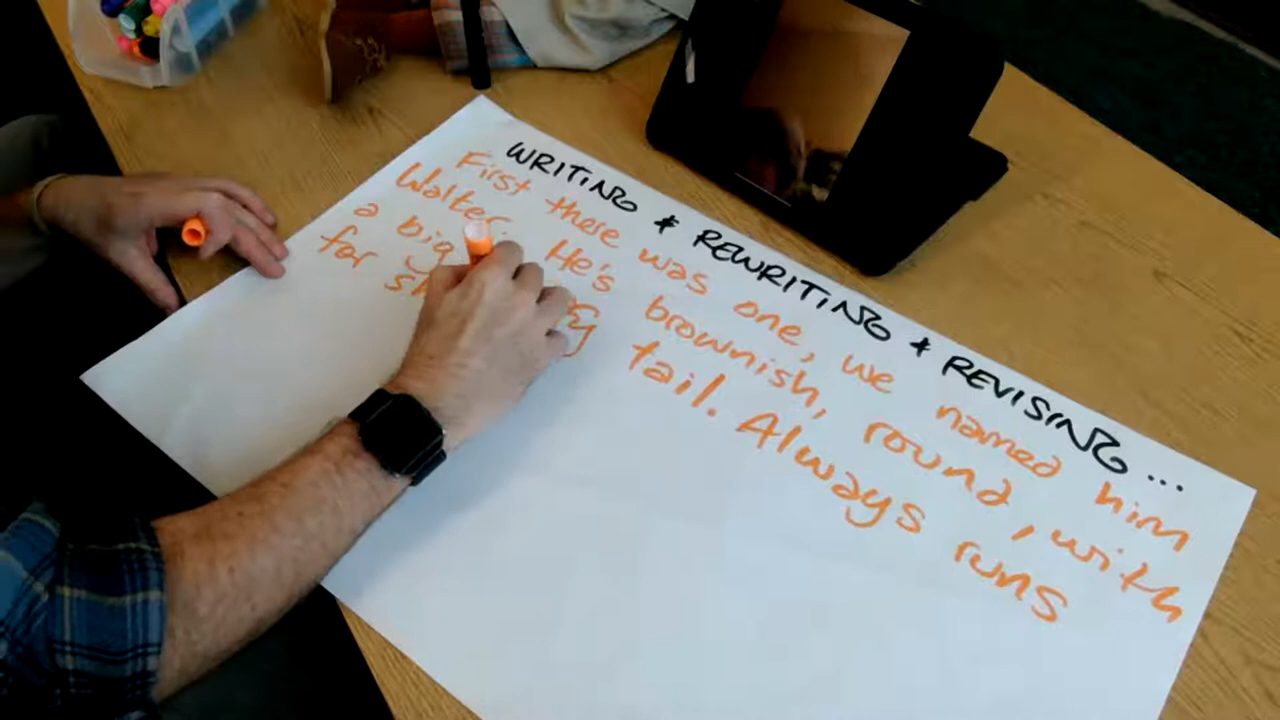 WRITING + REWRITING + REVISING...
First there was one, we named him
Walter. He's brownish, round, with
a big tail. Always runs
for